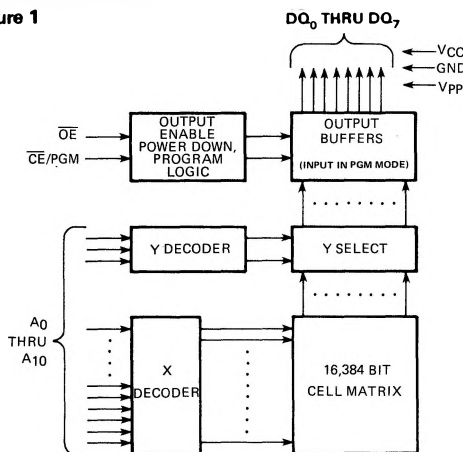 ure 1
DQ₀ THRU DQ₇
VCC
GND
VPP
OE
CE/PGM
OUTPUT
ENABLE
POWER DOWN,
PROGRAM
LOGIC
OUTPUT
BUFFERS
(INPUT IN PGM MODE)
Y DECODER
Y SELECT
A₀
THRU
A₁₀
X
DECODER
16,384 BIT
CELL MATRIX